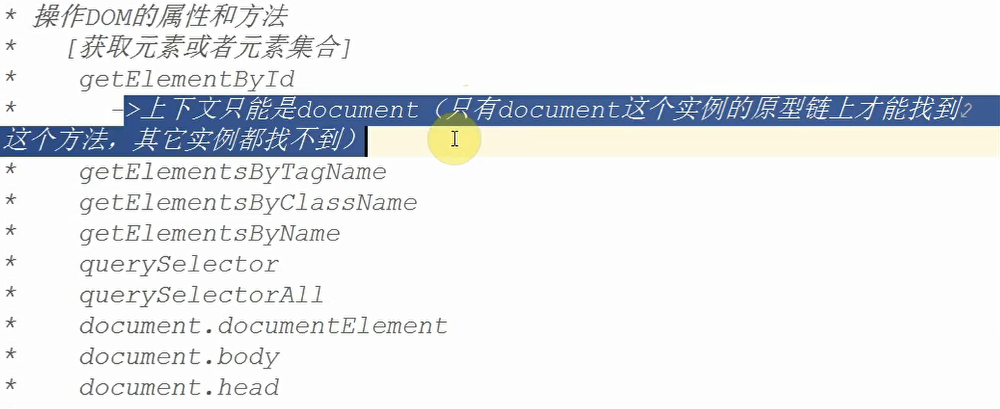 * 操作DOM的属性和方法
* [获取元素或者元素集合]
* getElementById
* ->上下文只能是document（只有document这个实例的原型链上才能找到
这个方法，其它实例都找不到）
* getElementsByTagName
* getElementsByClassName
* getElementsByName
* querySelector
* querySelectorAll
* document.documentElement
* document.body
* document.head